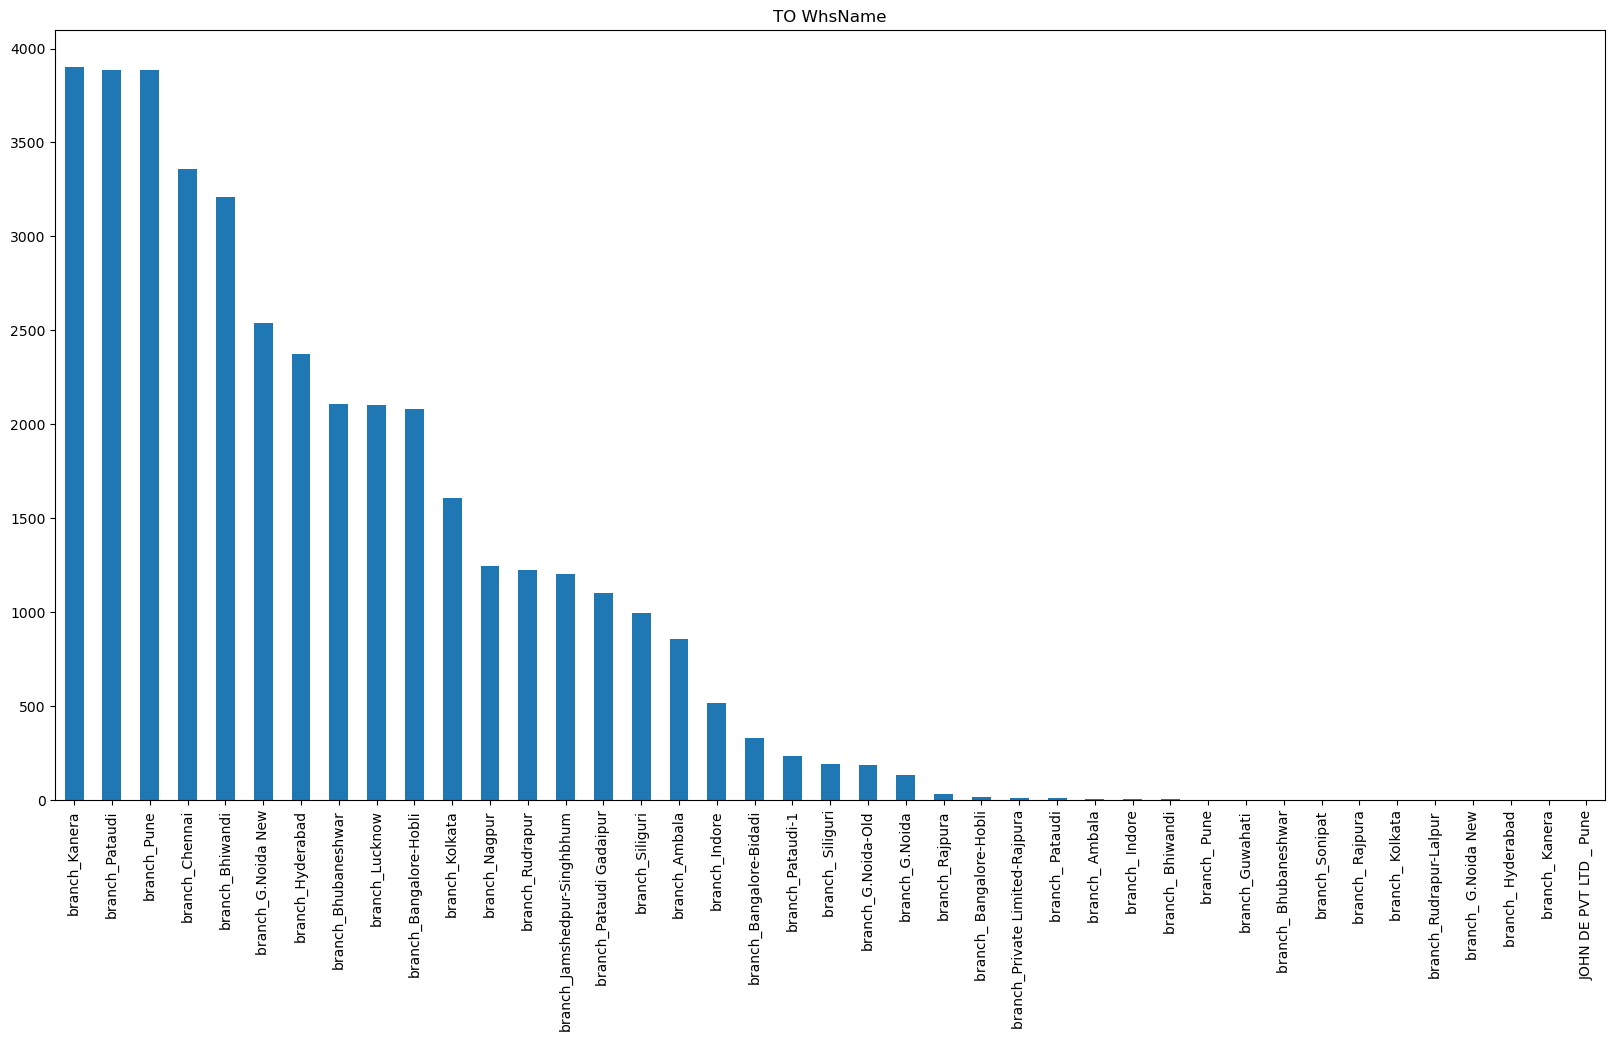 TO WhsName
4000
3500
3000
2500
2000
1500
1000
500
0
branch_Kanera
branch_Pataudi
branch_Pune
branch_Chennai
branch_Bhiwandi
branch_G.Noida New
branch_Hyderabad
branch_Bhubaneshwar
branch_Lucknow
branch_Bangalore-Hobli
branch_Kolkata
branch_Nagpur
branch_Rudrapur
branch_Jamshedpur-Singhbhum
branch_Pataudi Gadaipur
branch_Siliguri
branch_Ambala
branch_Indore
branch_Bangalore-Bidadi
branch_Pataudi-1
branch_ Siliguri
branch_G.Noida-Old
branch_G.Noida
branch_Rajpura
branch_ Bangalore-Hobli
branch_Private Limited-Rajpura
branch_ Pataudi
branch_ Ambala
branch_ Indore
branch_ Bhiwandi
branch_ Pune
branch_Guwahati
branch_ Bhubaneshwar
branch_Sonipat
branch_ Rajpura
branch_ Kolkata
branch_Rudrapur-Lalpur
branch_ G.Noida New
branch_ Hyderabad
branch_ Kanera
JOHN DE PVT LTD _ Pune